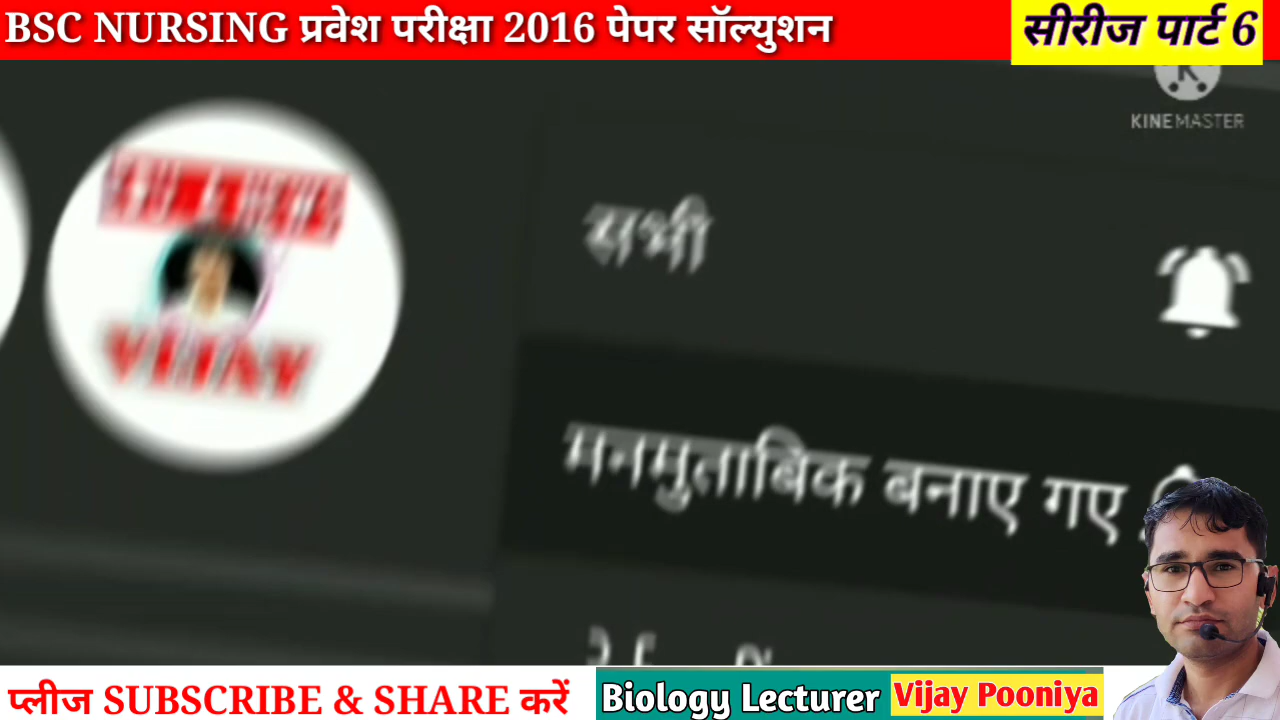 BSC NURSING प्रवेश परीक्षा 2016 पेपर सॉल्युशन
सीरीज पार्ट 6
KINEMASTER
सभी
VIJAY
मनमुताबिक बनाए गए
प्लीज SUBSCRIBE & SHARE करें
Biology Lecturer
Vijay Pooniya